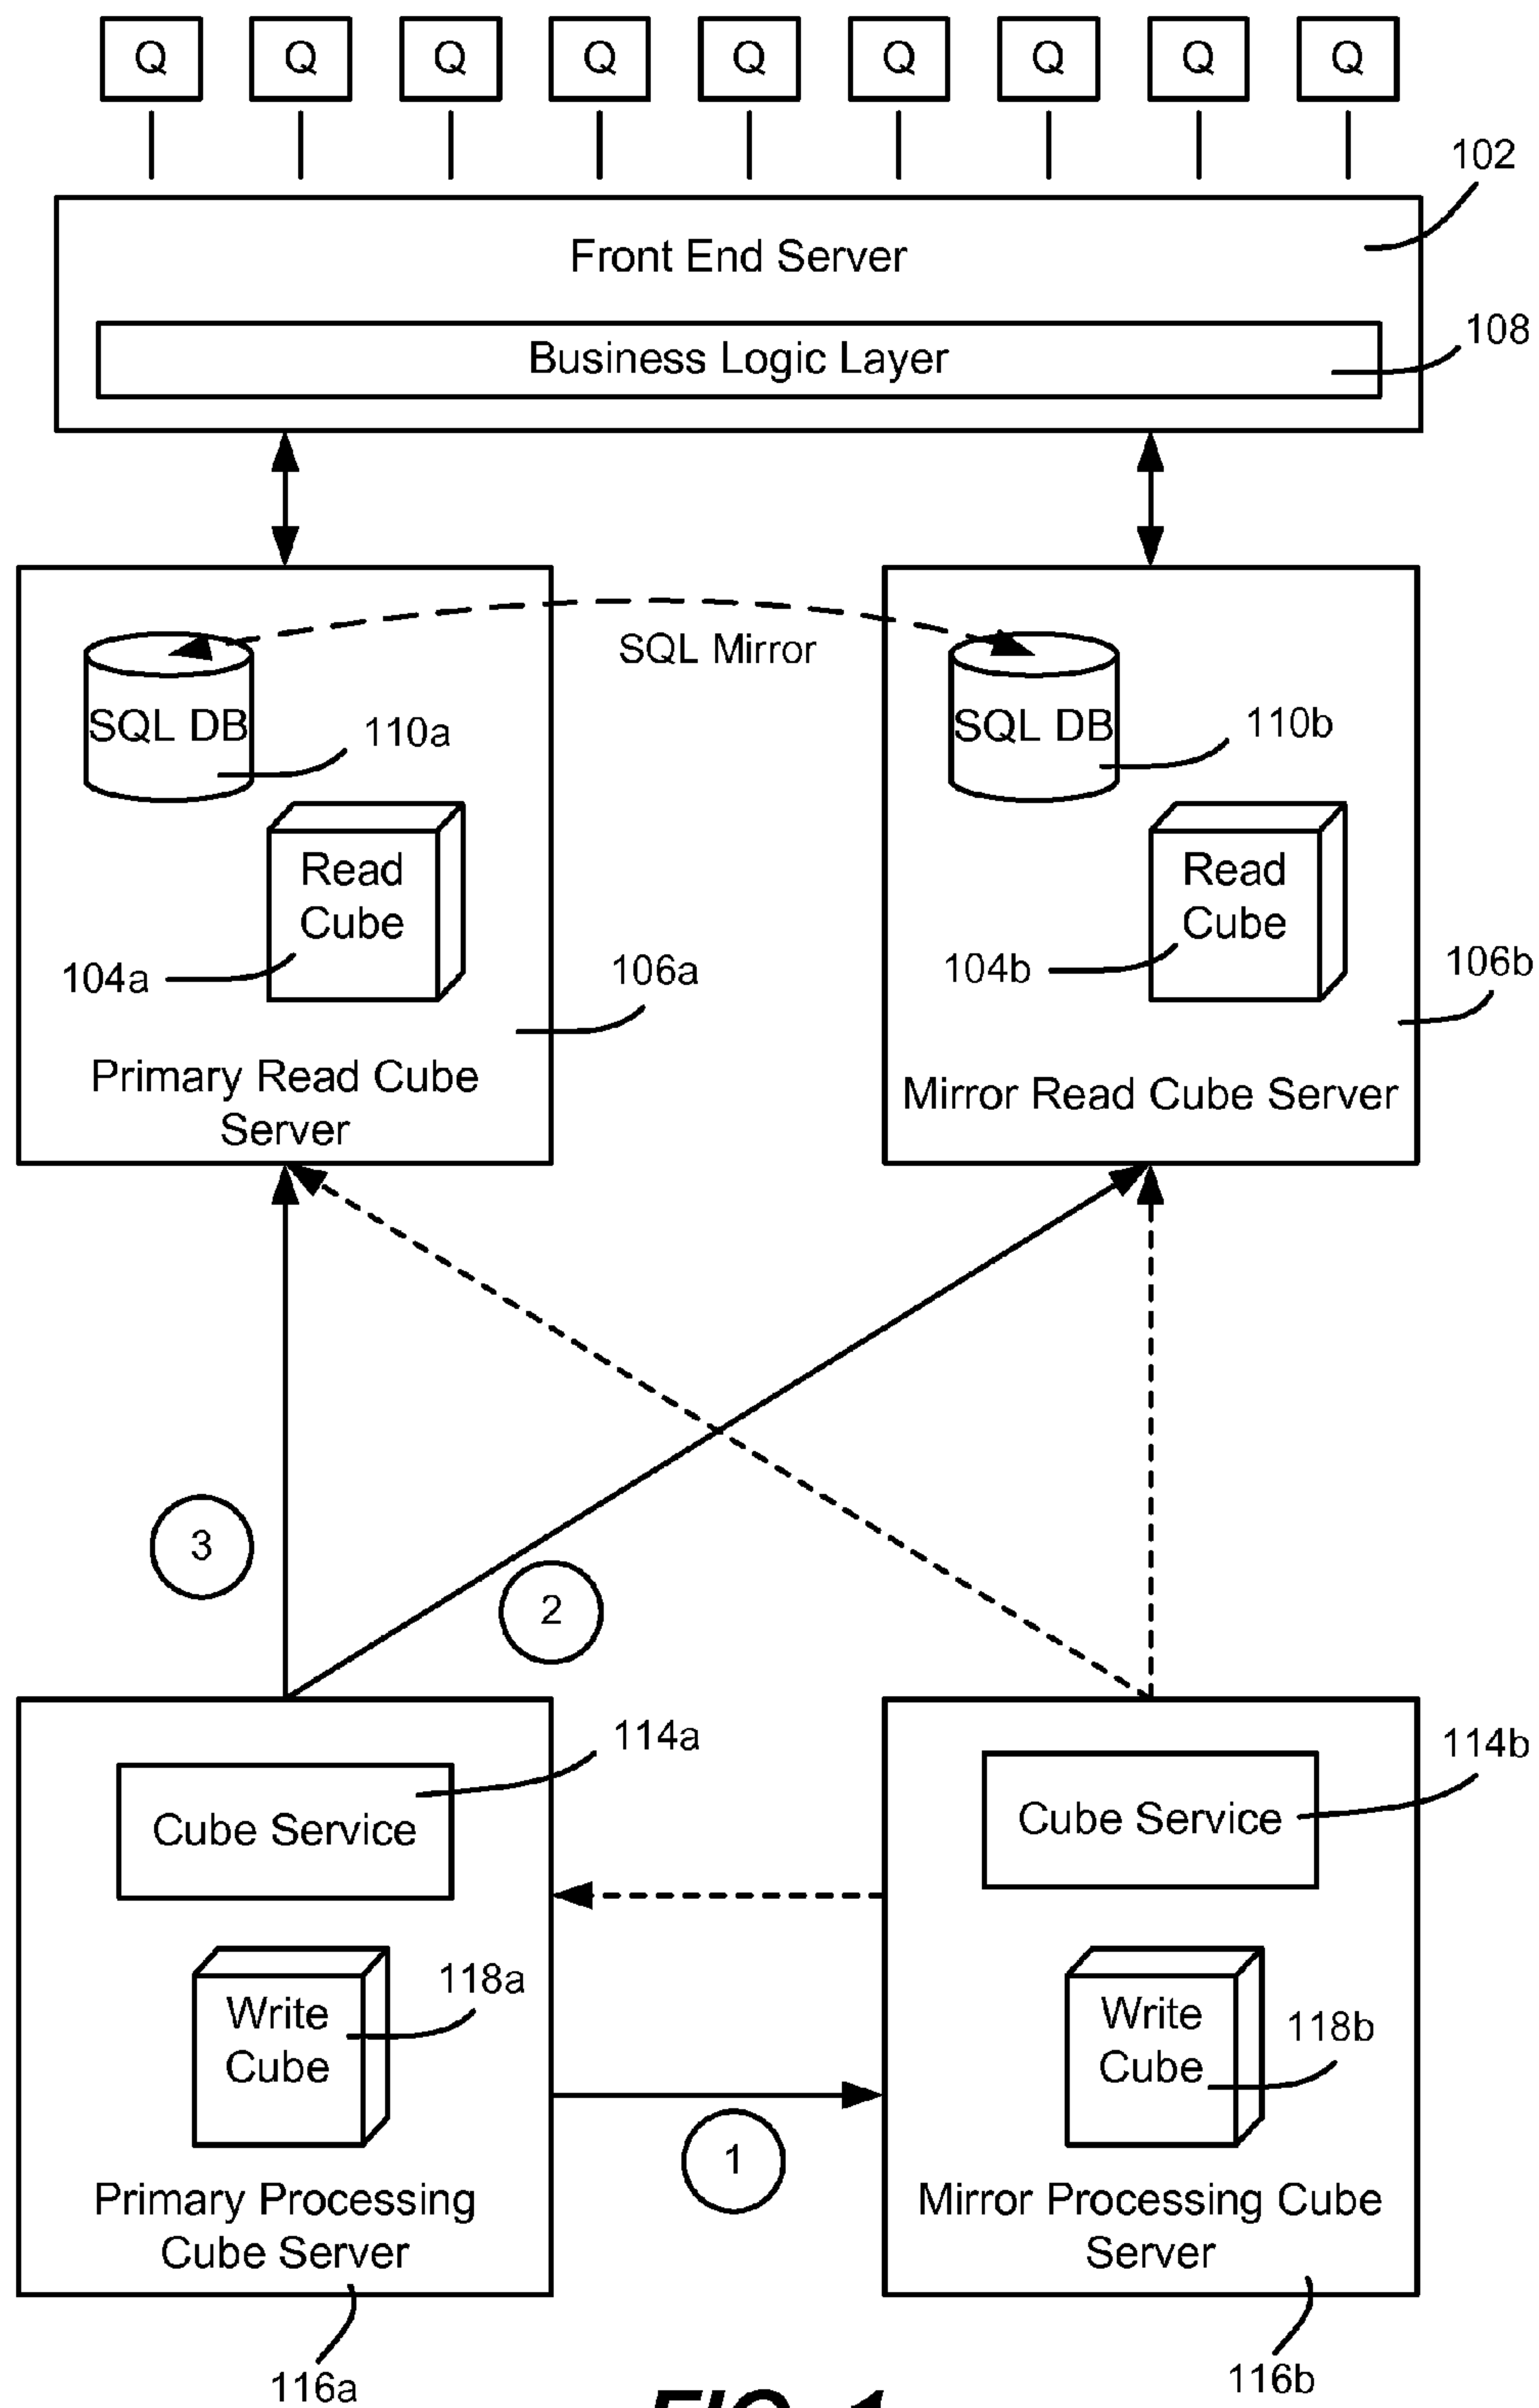 Q Q Q Q Q Q Q Q Q
102
Front End Server
108
Business Logic Layer
SQL Mirror
SQL DB
110a
SQL DB
110b
Read
Cube
104a
106a
Read
Cube
104b
106b
Primary Read Cube
Server
Mirror Read Cube Server
3
2
114a
Cube Service
114b
Cube Service
118a
Write
Cube
118b
Write
Cube
1
Primary Processing
Cube Server
Mirror Processing Cube
Server
116a
116b
FIG. 1